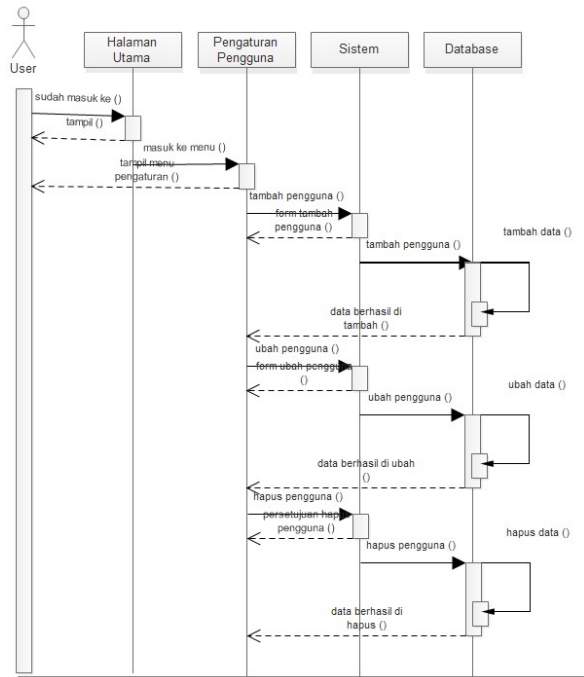 User
Halaman
Utama
Pengaturan
Pengguna
Sistem
Database
sudah masuk ke ()
tampil ()
masuk ke menu ()
tampil menu
pengaturan ()
tambah pengguna ()
form tambah
pengguna ()
tambah pengguna ()
tambah data ()
data berhasil di
tambah ()
ubah pengguna ()
form ubah pengguna
()
ubah pengguna ()
ubah data ()
data berhasil di ubah
()
hapus pengguna ()
persetujuan hapus
pengguna ()
hapus pengguna ()
hapus data ()
data berhasil di
hapus ()